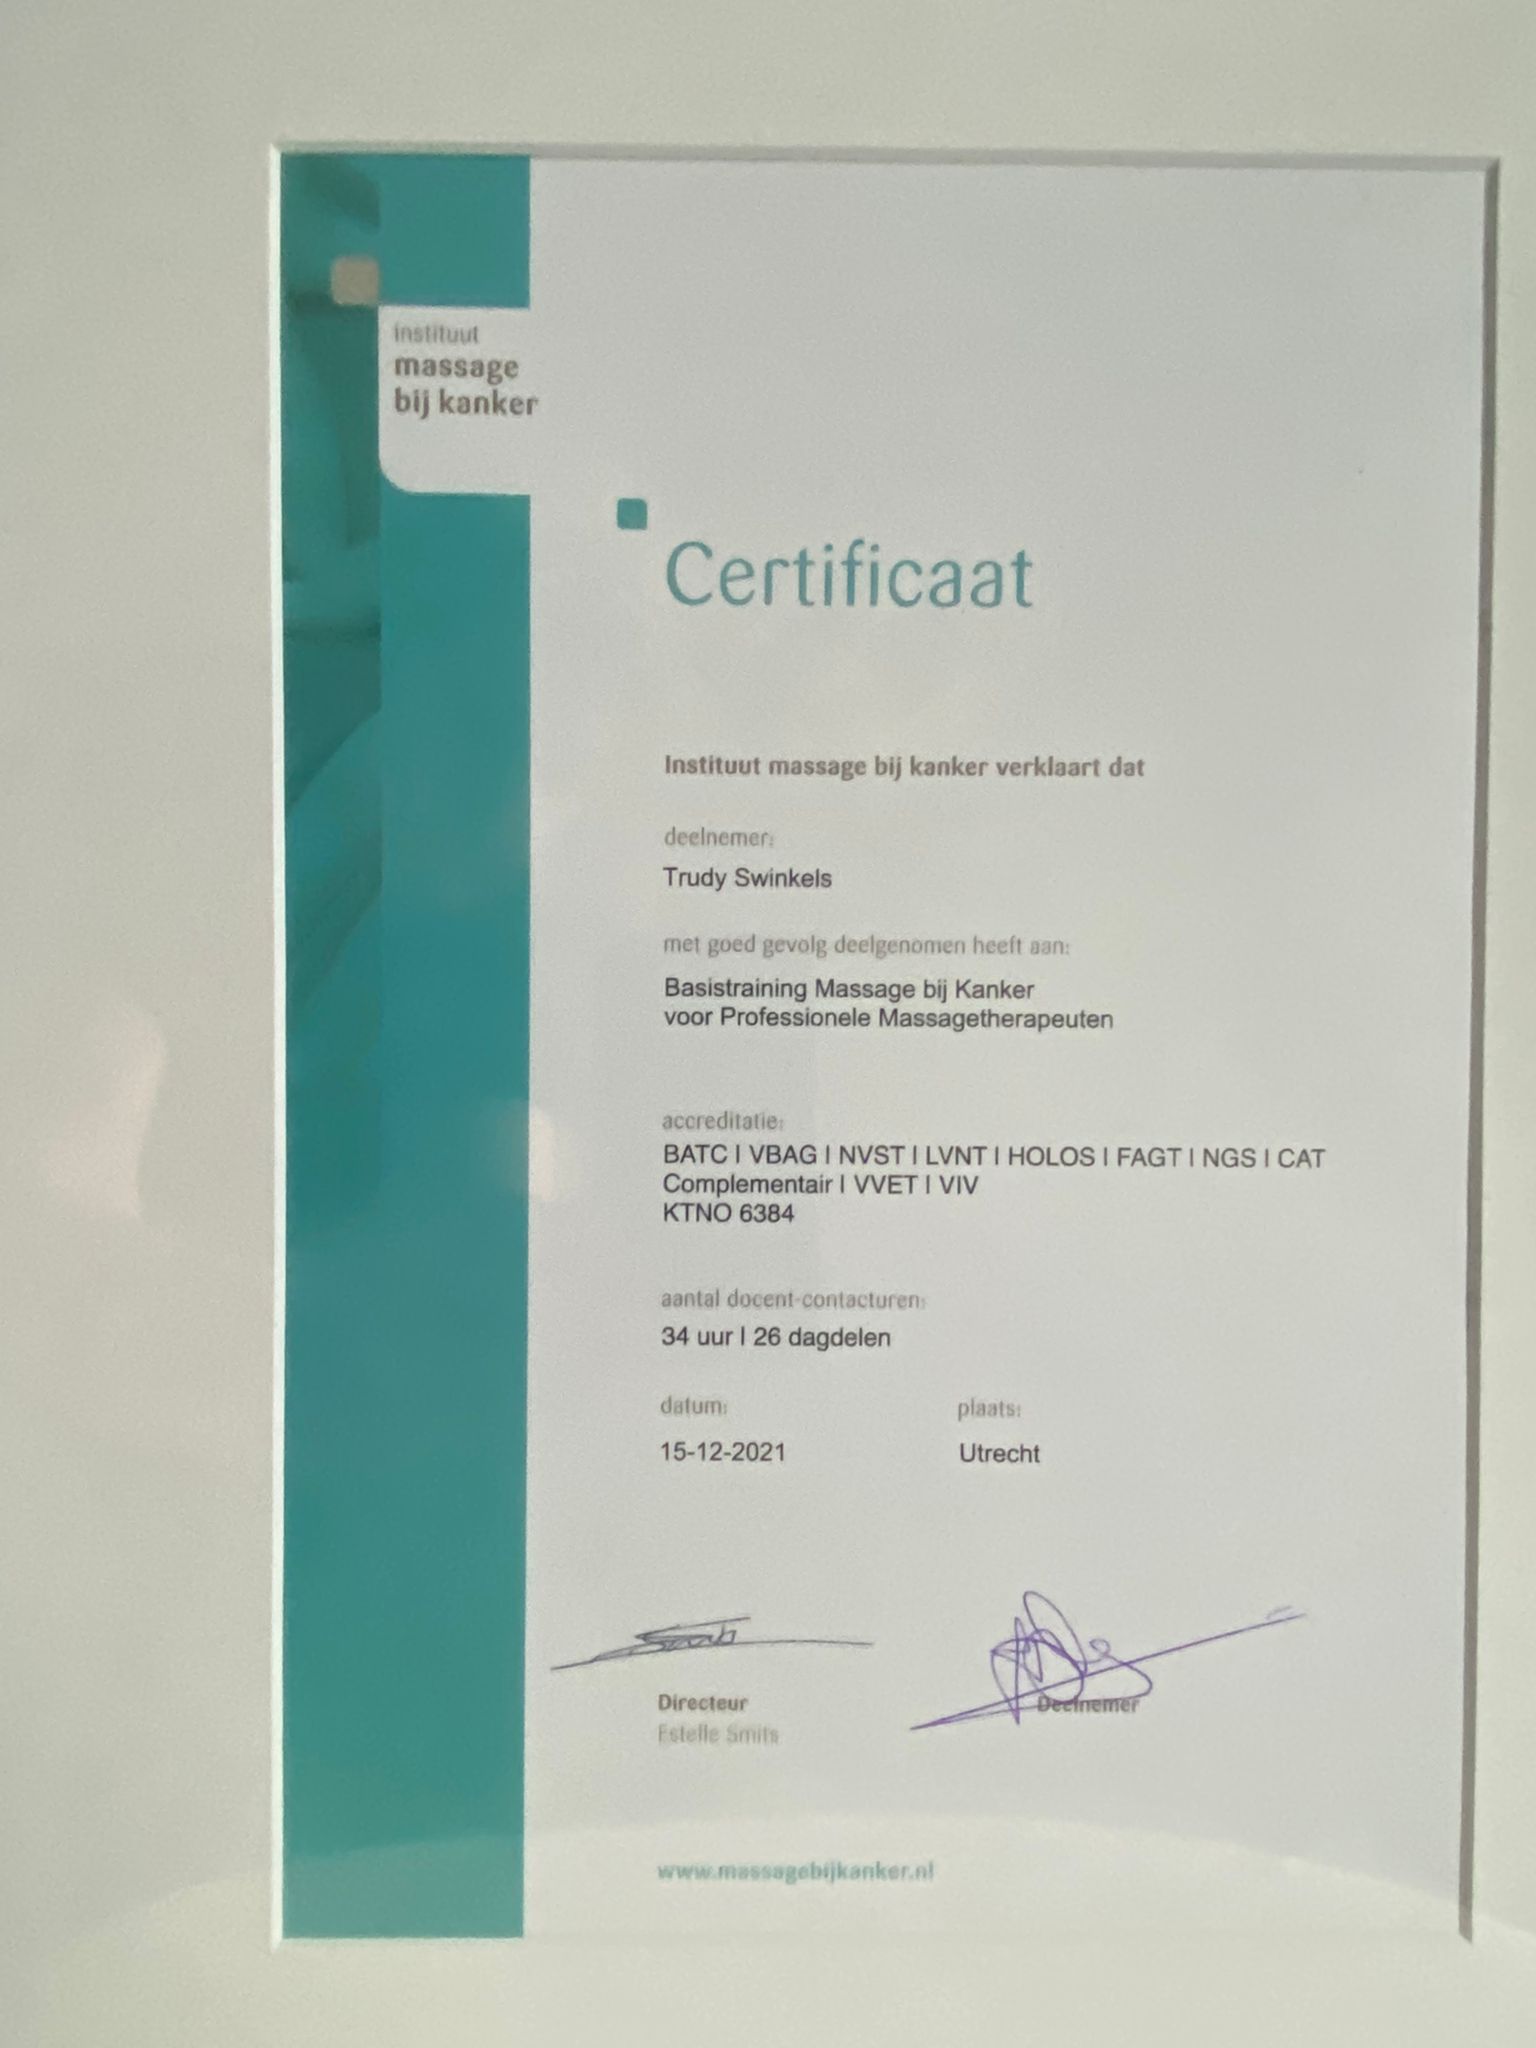 instituut
massage
bij kanker
Certificaat
Instituut massage bij kanker verklaart dat
deelnemer:
Trudy Swinkels
met goed gevolg deelgenomen heeft aan:
Basistraining Massage bij Kanker
voor Professionele Massagetherapeuten
accreditatie:
BATC | VBAG | NVST | LVNT | HOLOS | FAGT | NGS | CAT
Complementair | VVET | VIV
KTNO 6384
aantal docent-contacturen:
34 uur | 26 dagdelen
datum: plaats:
15-12-2021 Utrecht
Directeur Deelnemer
Estelle Smits
www.massagebijkanker.nl